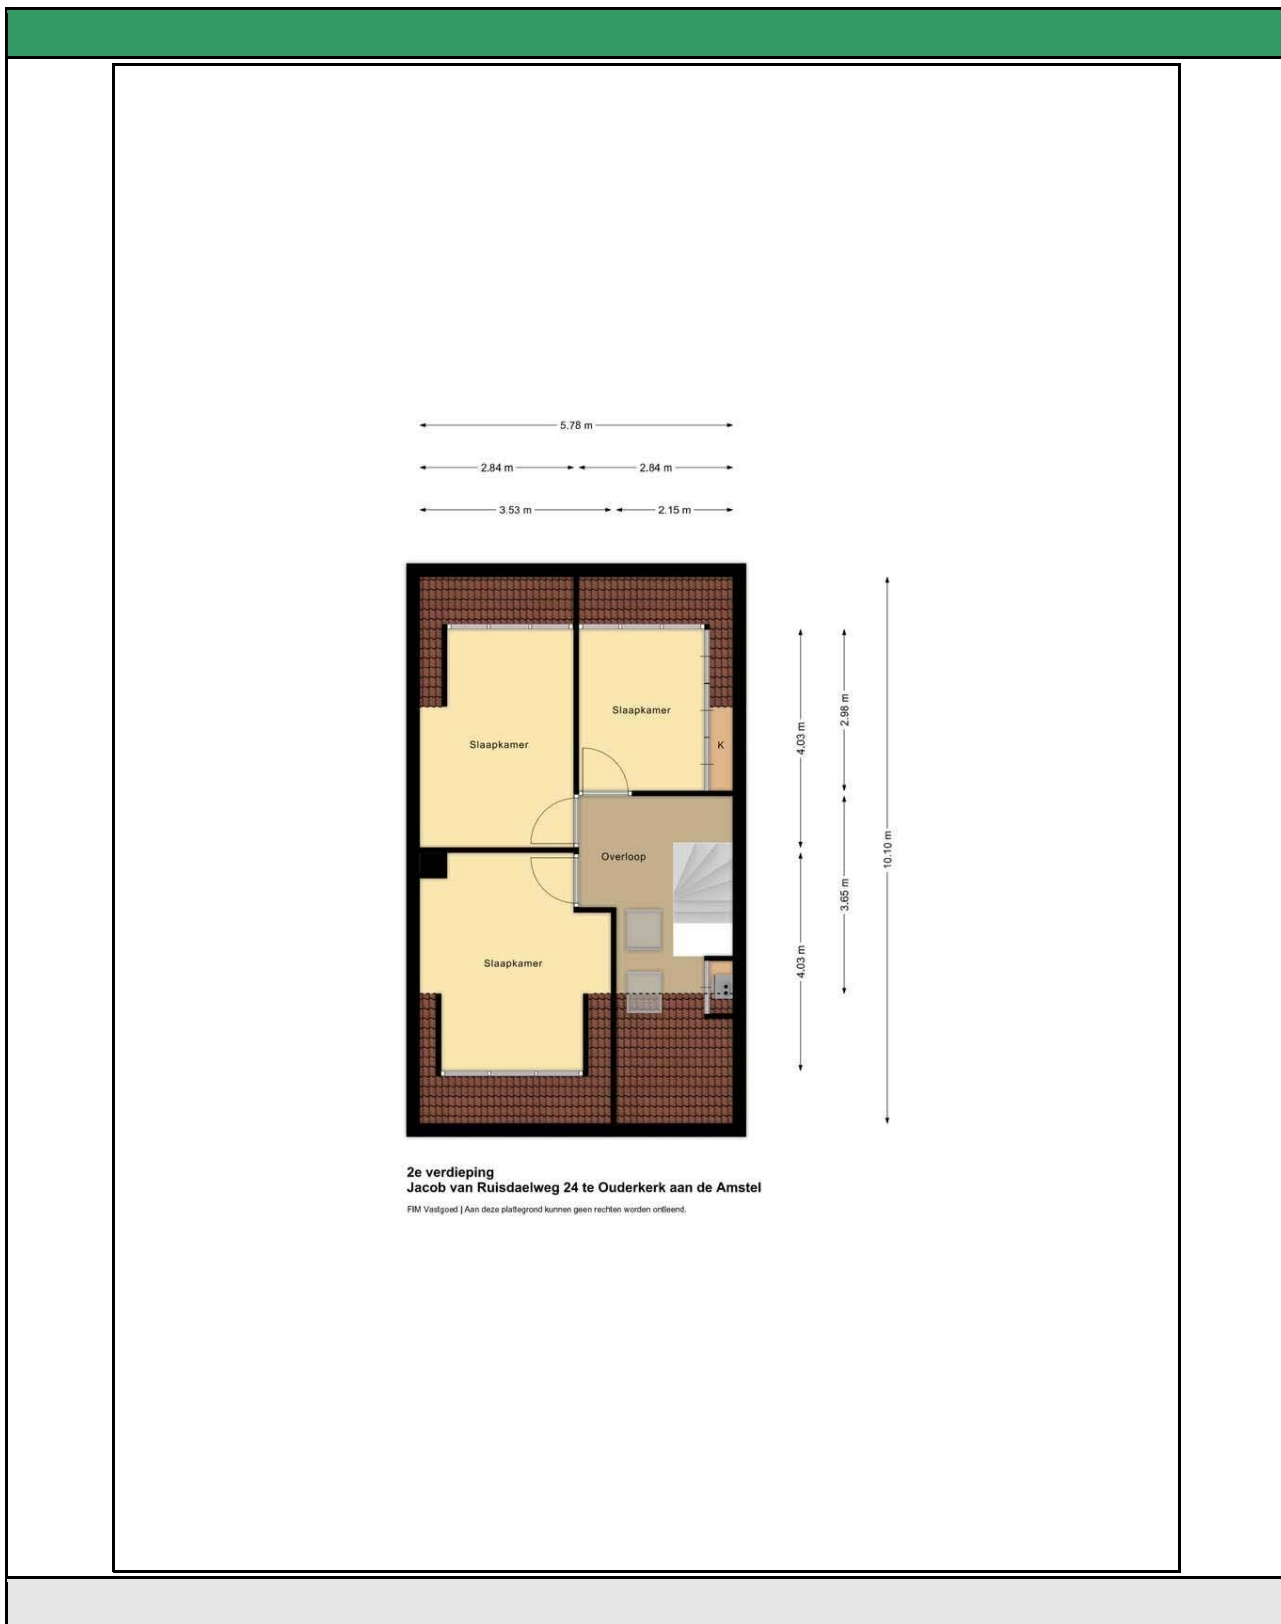 5.78 m
2.84 m 2.84 m
3.53 m 2.15 m
Slaapkamer
2.98 m
4.03 m
Slaapkamer
K
10.10 m
Overloop
3.65 m
4.03 m
Slaapkamer
2e verdieping
Jacob van Ruisdaelweg 24 te Ouderkerk aan de Amstel
FIM Vastgoed | Aan deze plattegrond kunnen geen rechten worden ontleend.